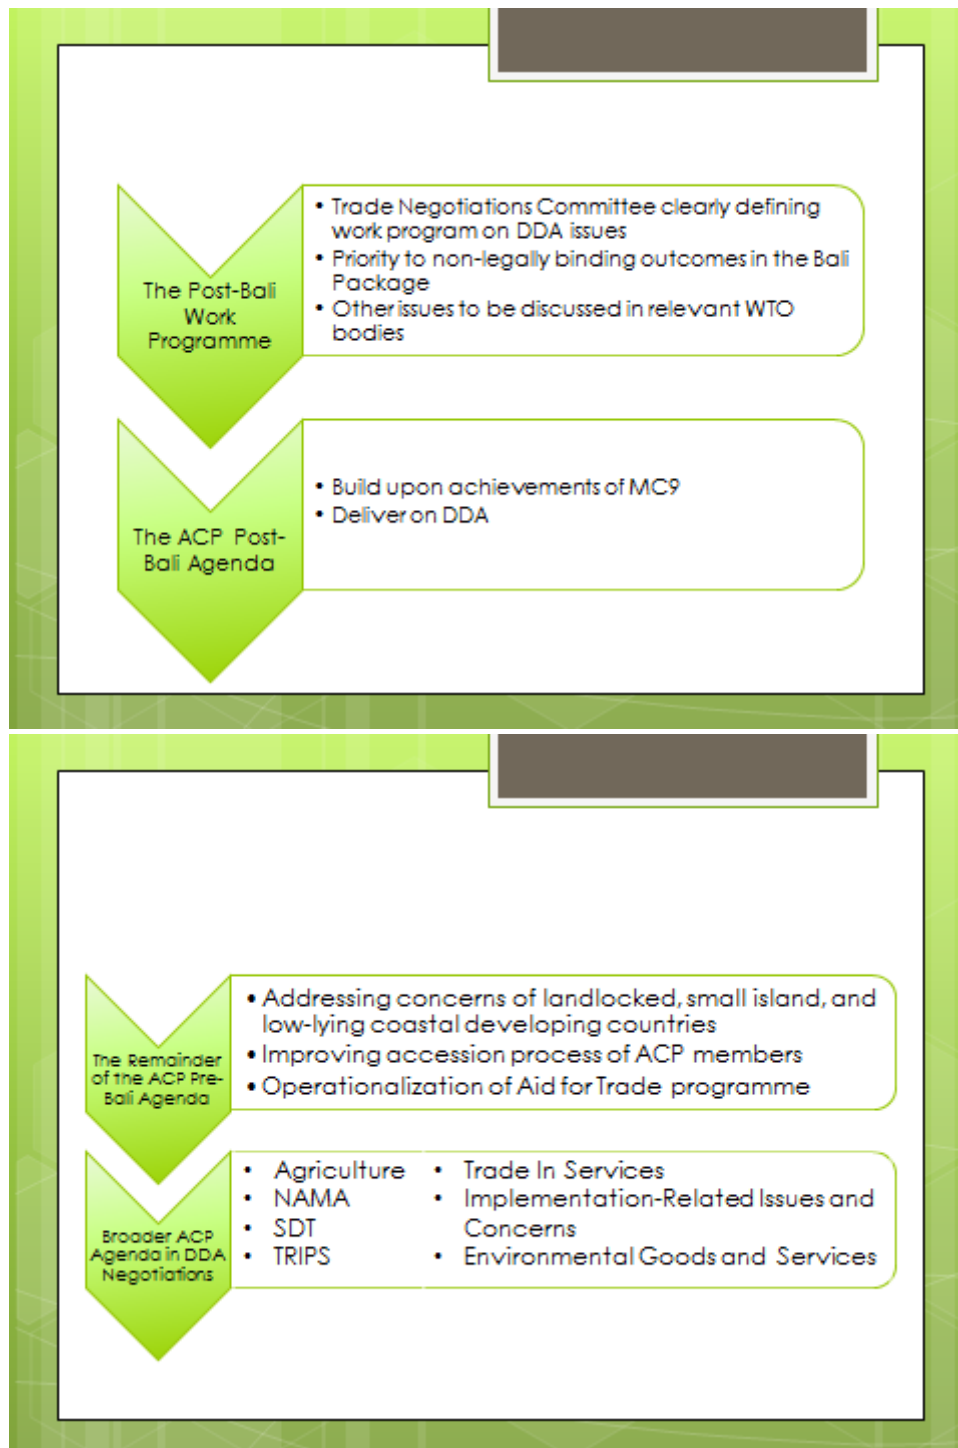 The Post-Bali
Work
Programme
• Trade Negotiations Committee clearly defining
work program on DDA issues
• Priority to non-legally binding outcomes in the Bali
Package
• Other issues to be discussed in relevant WTO
bodies
The ACP Post-
Bali Agenda
• Build upon achievements of MC9
• Deliver on DDA
The Remainder
of the ACP Pre-
Bali Agenda
• Addressing concerns of landlocked, small island, and
low-lying coastal developing countries
• Improving accession process of ACP members
• Operationalization of Aid for Trade programme
Broader ACP
Agenda in DDA
Negotiations
• Agriculture
• NAMA
• SDT
• TRIPS
• Trade In Services
• Implementation-Related Issues and
Concerns
• Environmental Goods and Services